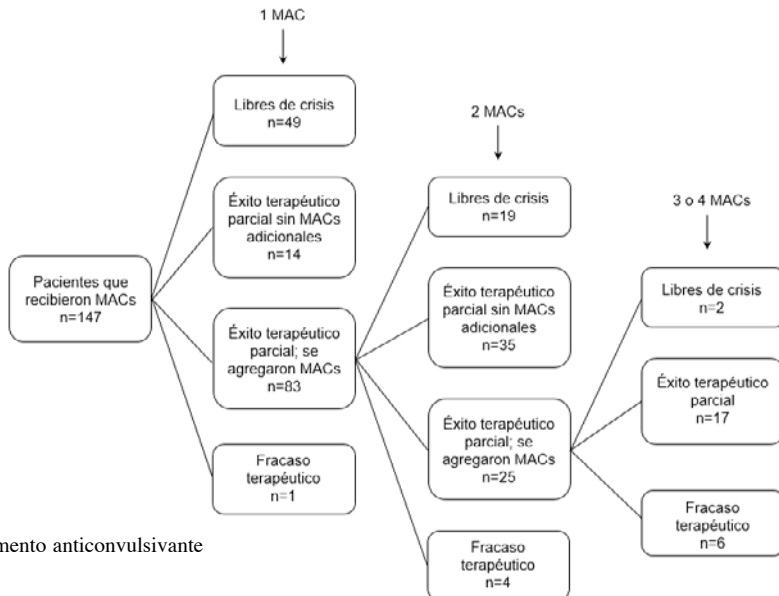 1 MAC
Libres de crisis
n=49
Éxito terapéutico
parcial sin MACs
adicionales
n=14
Pacientes que
recibieron MACs
n=147
Éxito terapéutico
parcial; se
agregaron MACs
n=83
Fracaso
terapéutico
n=1
2 MACs
Libres de crisis
n=19
Éxito terapéutico
parcial sin MACs
adicionales
n=35
Éxito terapéutico
parcial; se
agregaron MACs
n=25
Fracaso
terapéutico
n=4
3 o 4 MACs
Libres de crisis
n=2
Éxito terapéutico
parcial
n=17
Fracaso
terapéutico
n=6
mento anticonvulsivante